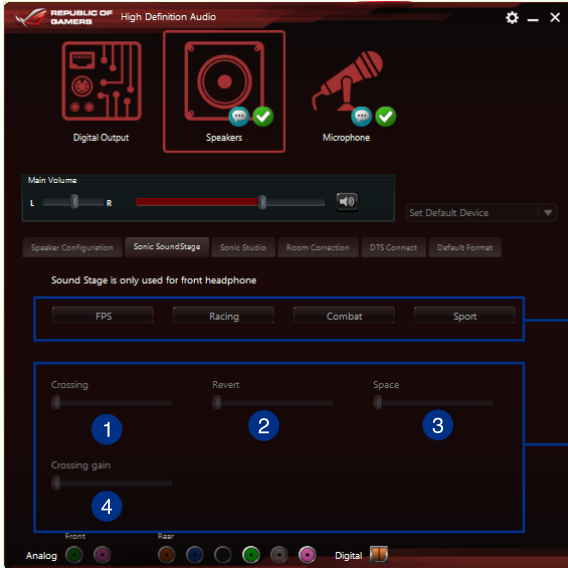 REPUBLIC OF
GAMERS
High Definition Audio
Digital Output
Speakers
Microphone
Main Volume
L
R
Set Default Device
Speaker Configuration
Sonic SoundStage
Sonic Studio
Room Correction
DTS Connect
Default Format
Sound Stage is only used for front headphone
FPS
Racing
Combat
Sport
Crossing
Revert
Space
1
2
3
Crossing gain
4
Front
Rear
Analog
Digital